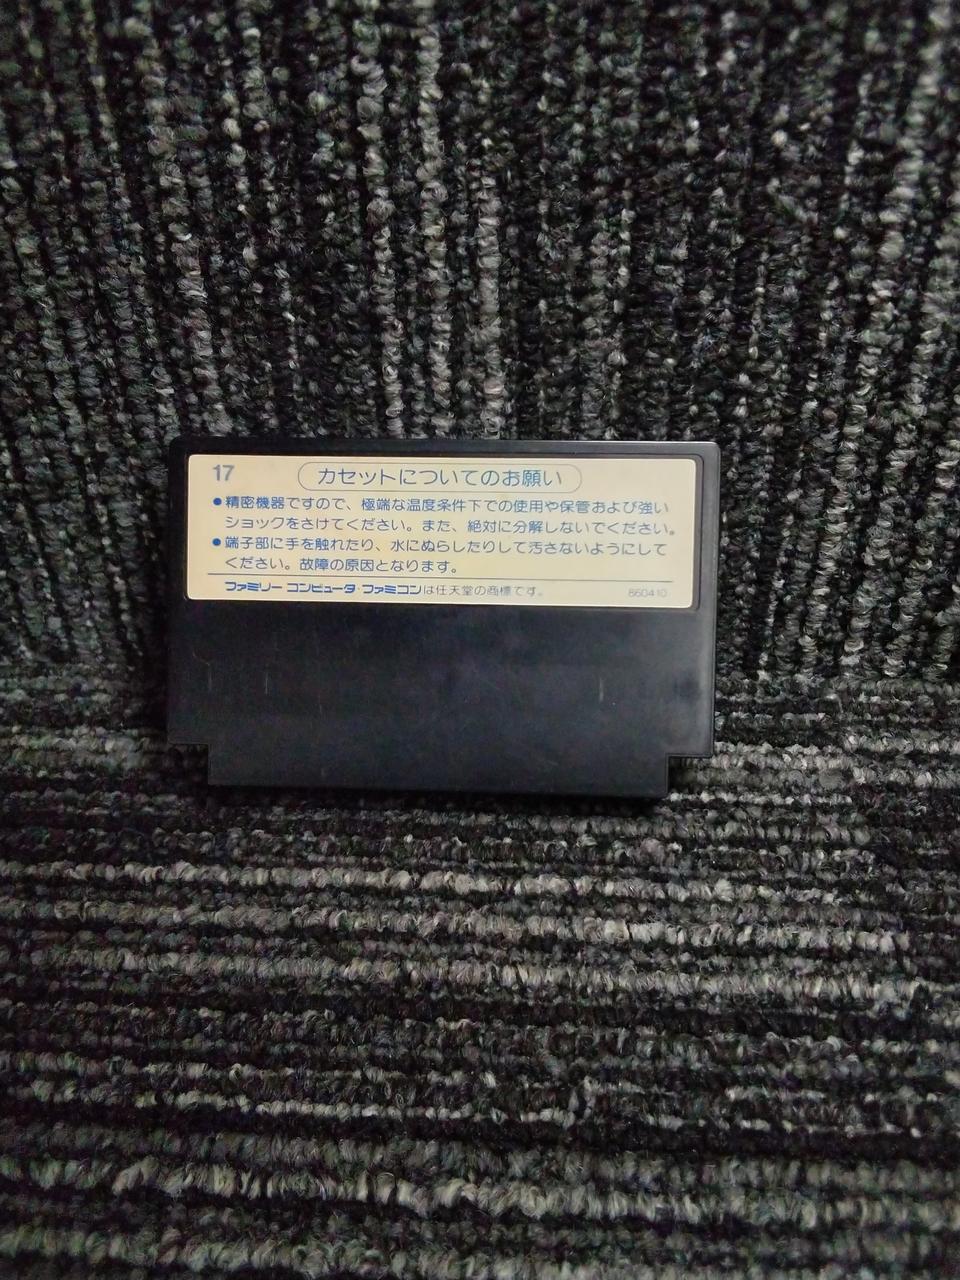 17
カセットについてのお願い
●精密機器ですので、極端な温度条件下での使用や保管および強い
ショックをさけてください。また、絶対に分解しないでください。
●端子部に手を触れたり、水にぬらしたりして汚さないようにして
ください。故障の原因となります。
ファミリー コンピュータ・ファミコンは任天堂の商標です。 860410